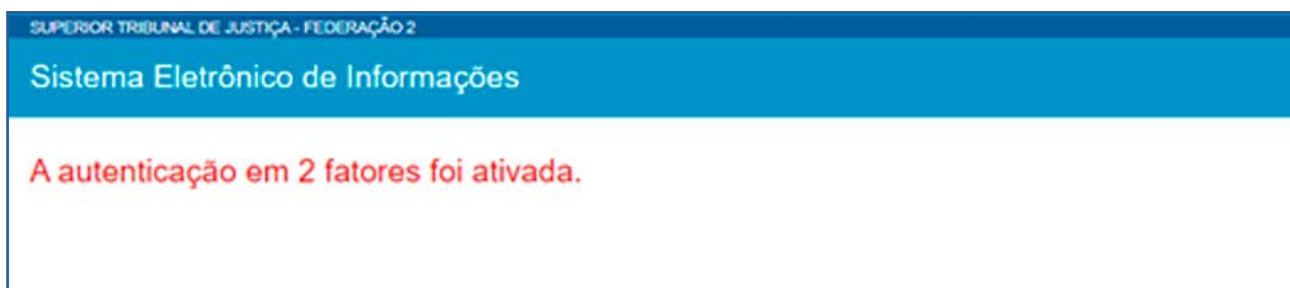 SUPERIOR TRIBUNAL DE JUSTIÇA - FEDERAÇÃO 2
Sistema Eletrônico de Informações
A autenticação em 2 fatores foi ativada.